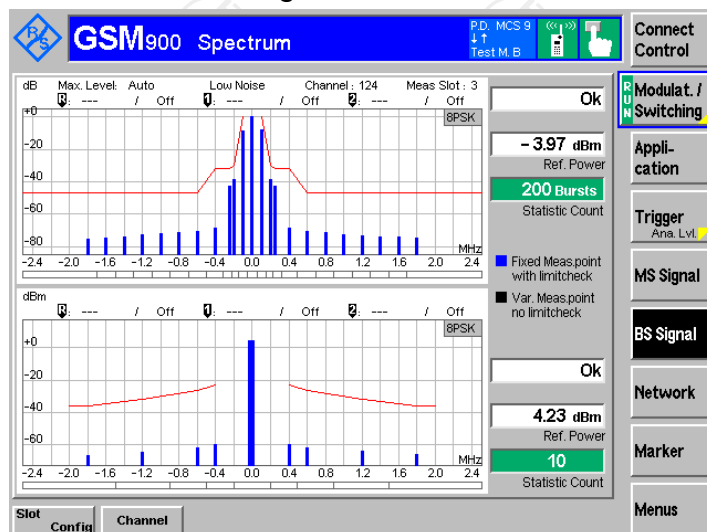 GSM900 Spectrum
P.D. MCS 9
↓↑
Test M. B
Connect Control
dB Max. Level: Auto Low Noise Channel : 124 Meas Slot : 3
R: --- / Off 1: --- / Off 2: --- / Off
8PSK
+0
-20
-40
-60
-80
MHz
-2.4 -2.0 -1.6 -1.2 -0.8 -0.4 0.0 0.4 0.8 1.2 1.6 2.0 2.4
Ok
- 3.97 dBm
Ref. Power
200 Bursts
Statistic Count
Fixed Meas.point
with limitcheck
Var. Meas.point
no limitcheck
dBm
R: --- / Off 1: --- / Off 2: --- / Off
8PSK
+0
-20
-40
-60
MHz
-2.4 -2.0 -1.6 -1.2 -0.8 -0.4 0.0 0.4 0.8 1.2 1.6 2.0 2.4
Ok
4.23 dBm
Ref. Power
10
Statistic Count
RUN
Modulat. /
Switching
Appli-
cation
Trigger
Ana. Lvl.
MS Signal
BS Signal
Network
Marker
Menus
Slot
Config
Channel